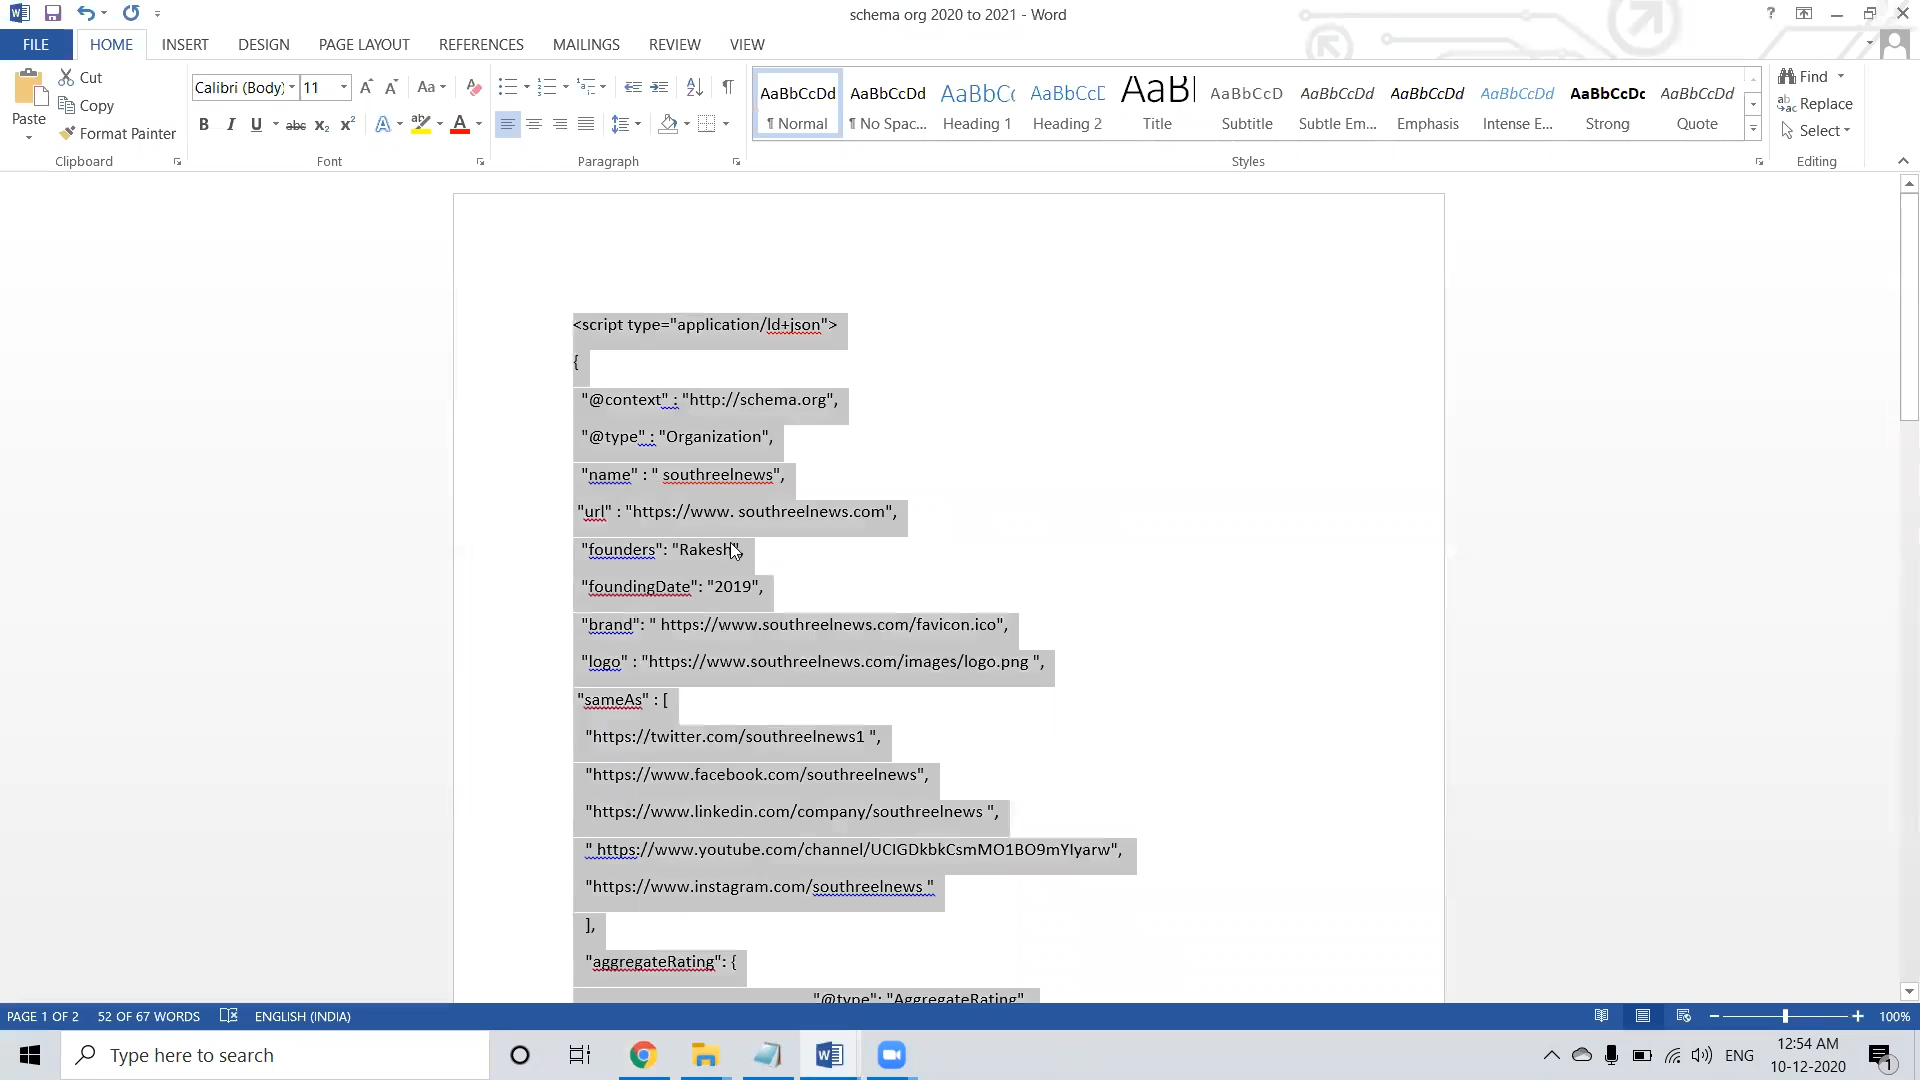 schema org 2020 to 2021 - Word
FILE HOME INSERT DESIGN PAGE LAYOUT REFERENCES MAILINGS REVIEW VIEW
Paste
Cut
Copy
Format Painter
Clipboard
Calibri (Body) 11
Font
Paragraph
AaBbCcDd AaBbCcDd AaBbCc AaBbCcD AaBl AaBbCcD AaBbCcDd AaBbCcDd AaBbCcDd AaBbCcDc AaBbCcDd
¶ Normal ¶ No Spac... Heading 1 Heading 2 Title Subtitle Subtle Em... Emphasis Intense E... Strong Quote
Styles
Find
Replace
Select
Editing
<script type="application/ld+json">
{
"@context" : "http://schema.org",
"@type" : "Organization",
"name" : " southreelnews",
"url" : "https://www. southreelnews.com",
"founders": "Rakesh",
"foundingDate": "2019",
"brand": " https://www.southreelnews.com/favicon.ico",
"logo" : "https://www.southreelnews.com/images/logo.png ",
"sameAs" : [
"https://twitter.com/southreelnews1 ",
"https://www.facebook.com/southreelnews",
"https://www.linkedin.com/company/southreelnews ",
" https://www.youtube.com/channel/UCIGDkbkCsmMO1BO9mYIyarw",
"https://www.instagram.com/southreelnews "
],
"aggregateRating": {
"@type": "AggregateRating"
PAGE 1 OF 2 52 OF 67 WORDS ENGLISH (INDIA) 100%
Type here to search
ENG
12:54 AM
10-12-2020
1